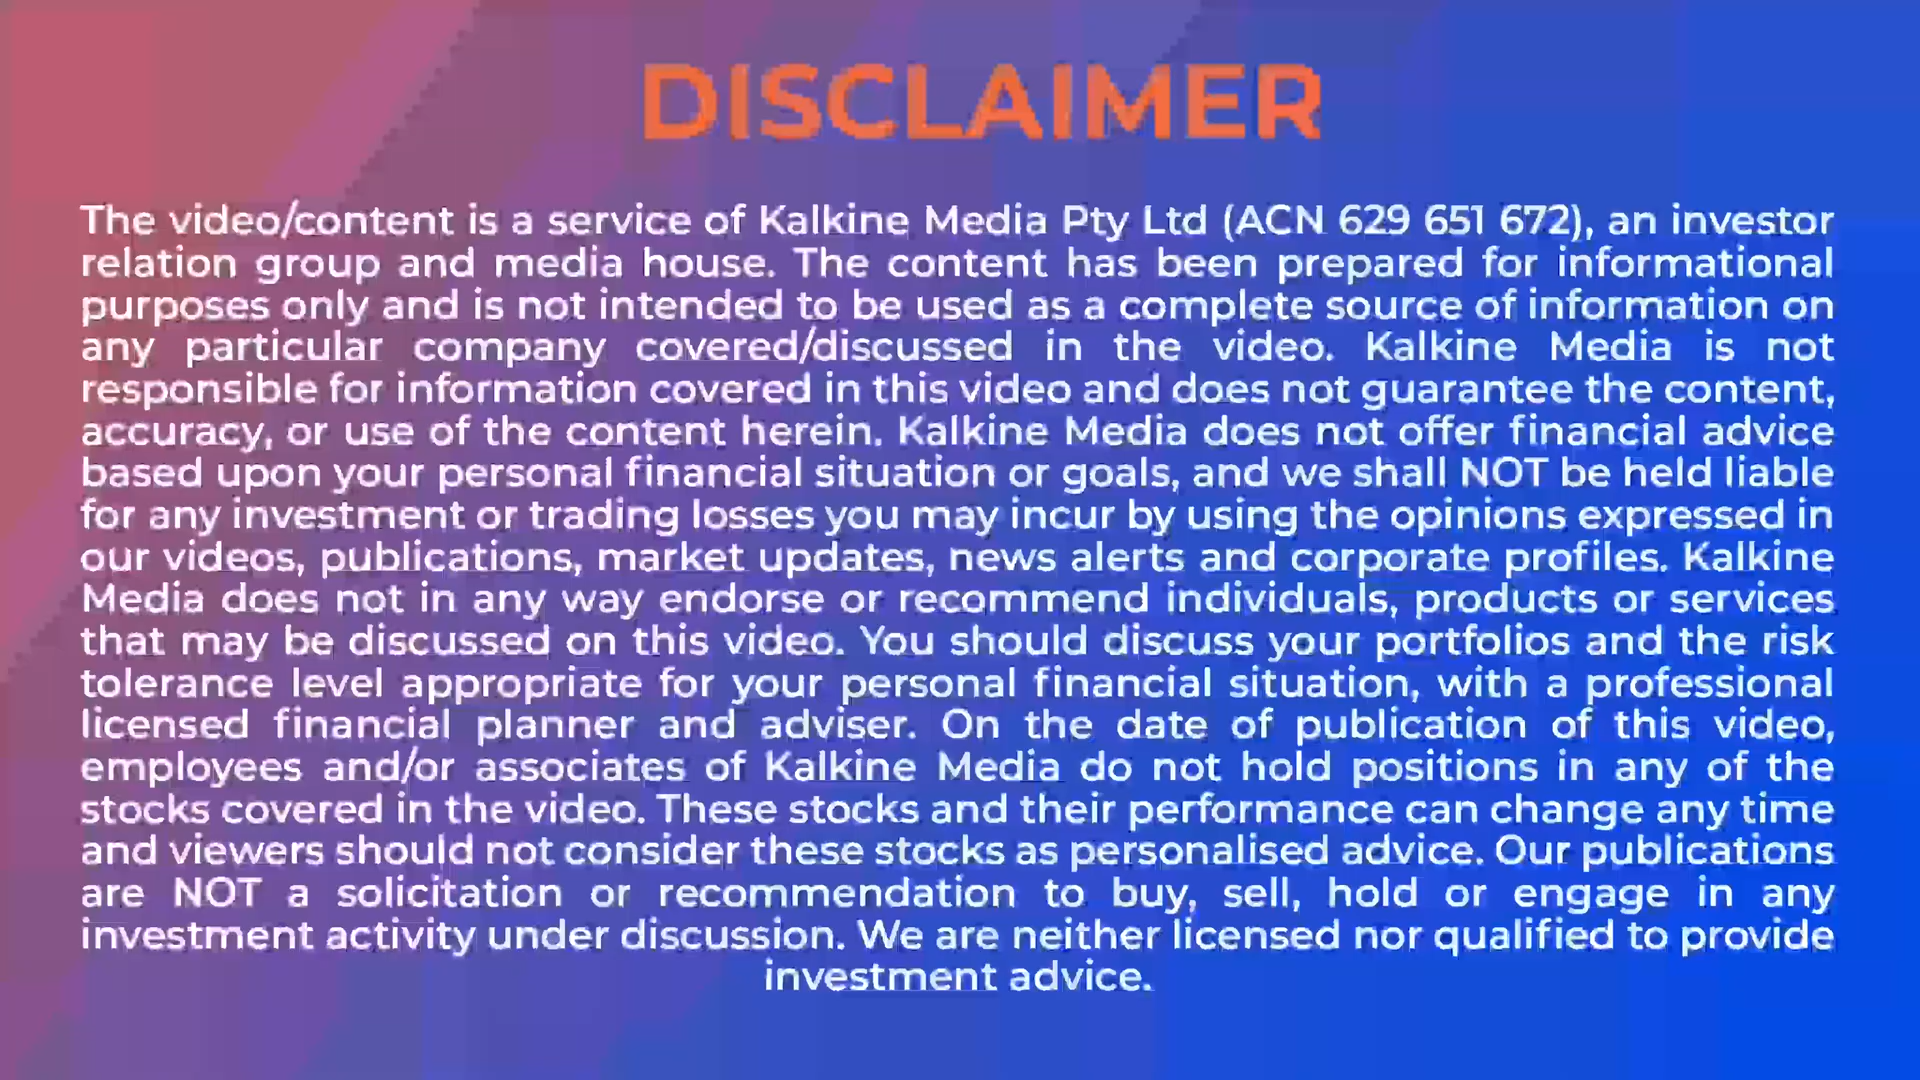 DISCLAIMER
The video/content is a service of Kalkine Media Pty Ltd (ACN 629 651 672), an investor
relation group and media house. The content has been prepared for informational
purposes only and is not intended to be used as a complete source of information on
any particular company covered/discussed in the video. Kalkine Media is not
responsible for information covered in this video and does not guarantee the content,
accuracy, or use of the content herein. Kalkine Media does not offer financial advice
based upon your personal financial situation or goals, and we shall NOT be held liable
for any investment or trading losses you may incur by using the opinions expressed in
our videos, publications, market updates, news alerts and corporate profiles. Kalkine
Media does not in any way endorse or recommend individuals, products or services
that may be discussed on this video. You should discuss your portfolios and the risk
tolerance level appropriate for your personal financial situation, with a professional
licensed financial planner and adviser. On the date of publication of this video,
employees and/or associates of Kalkine Media do not hold positions in any of the
stocks covered in the video. These stocks and their performance can change any time
and viewers should not consider these stocks as personalised advice. Our publications
are NOT a solicitation or recommendation to buy, sell, hold or engage in any
investment activity under discussion. We are neither licensed nor qualified to provide
investment advice.